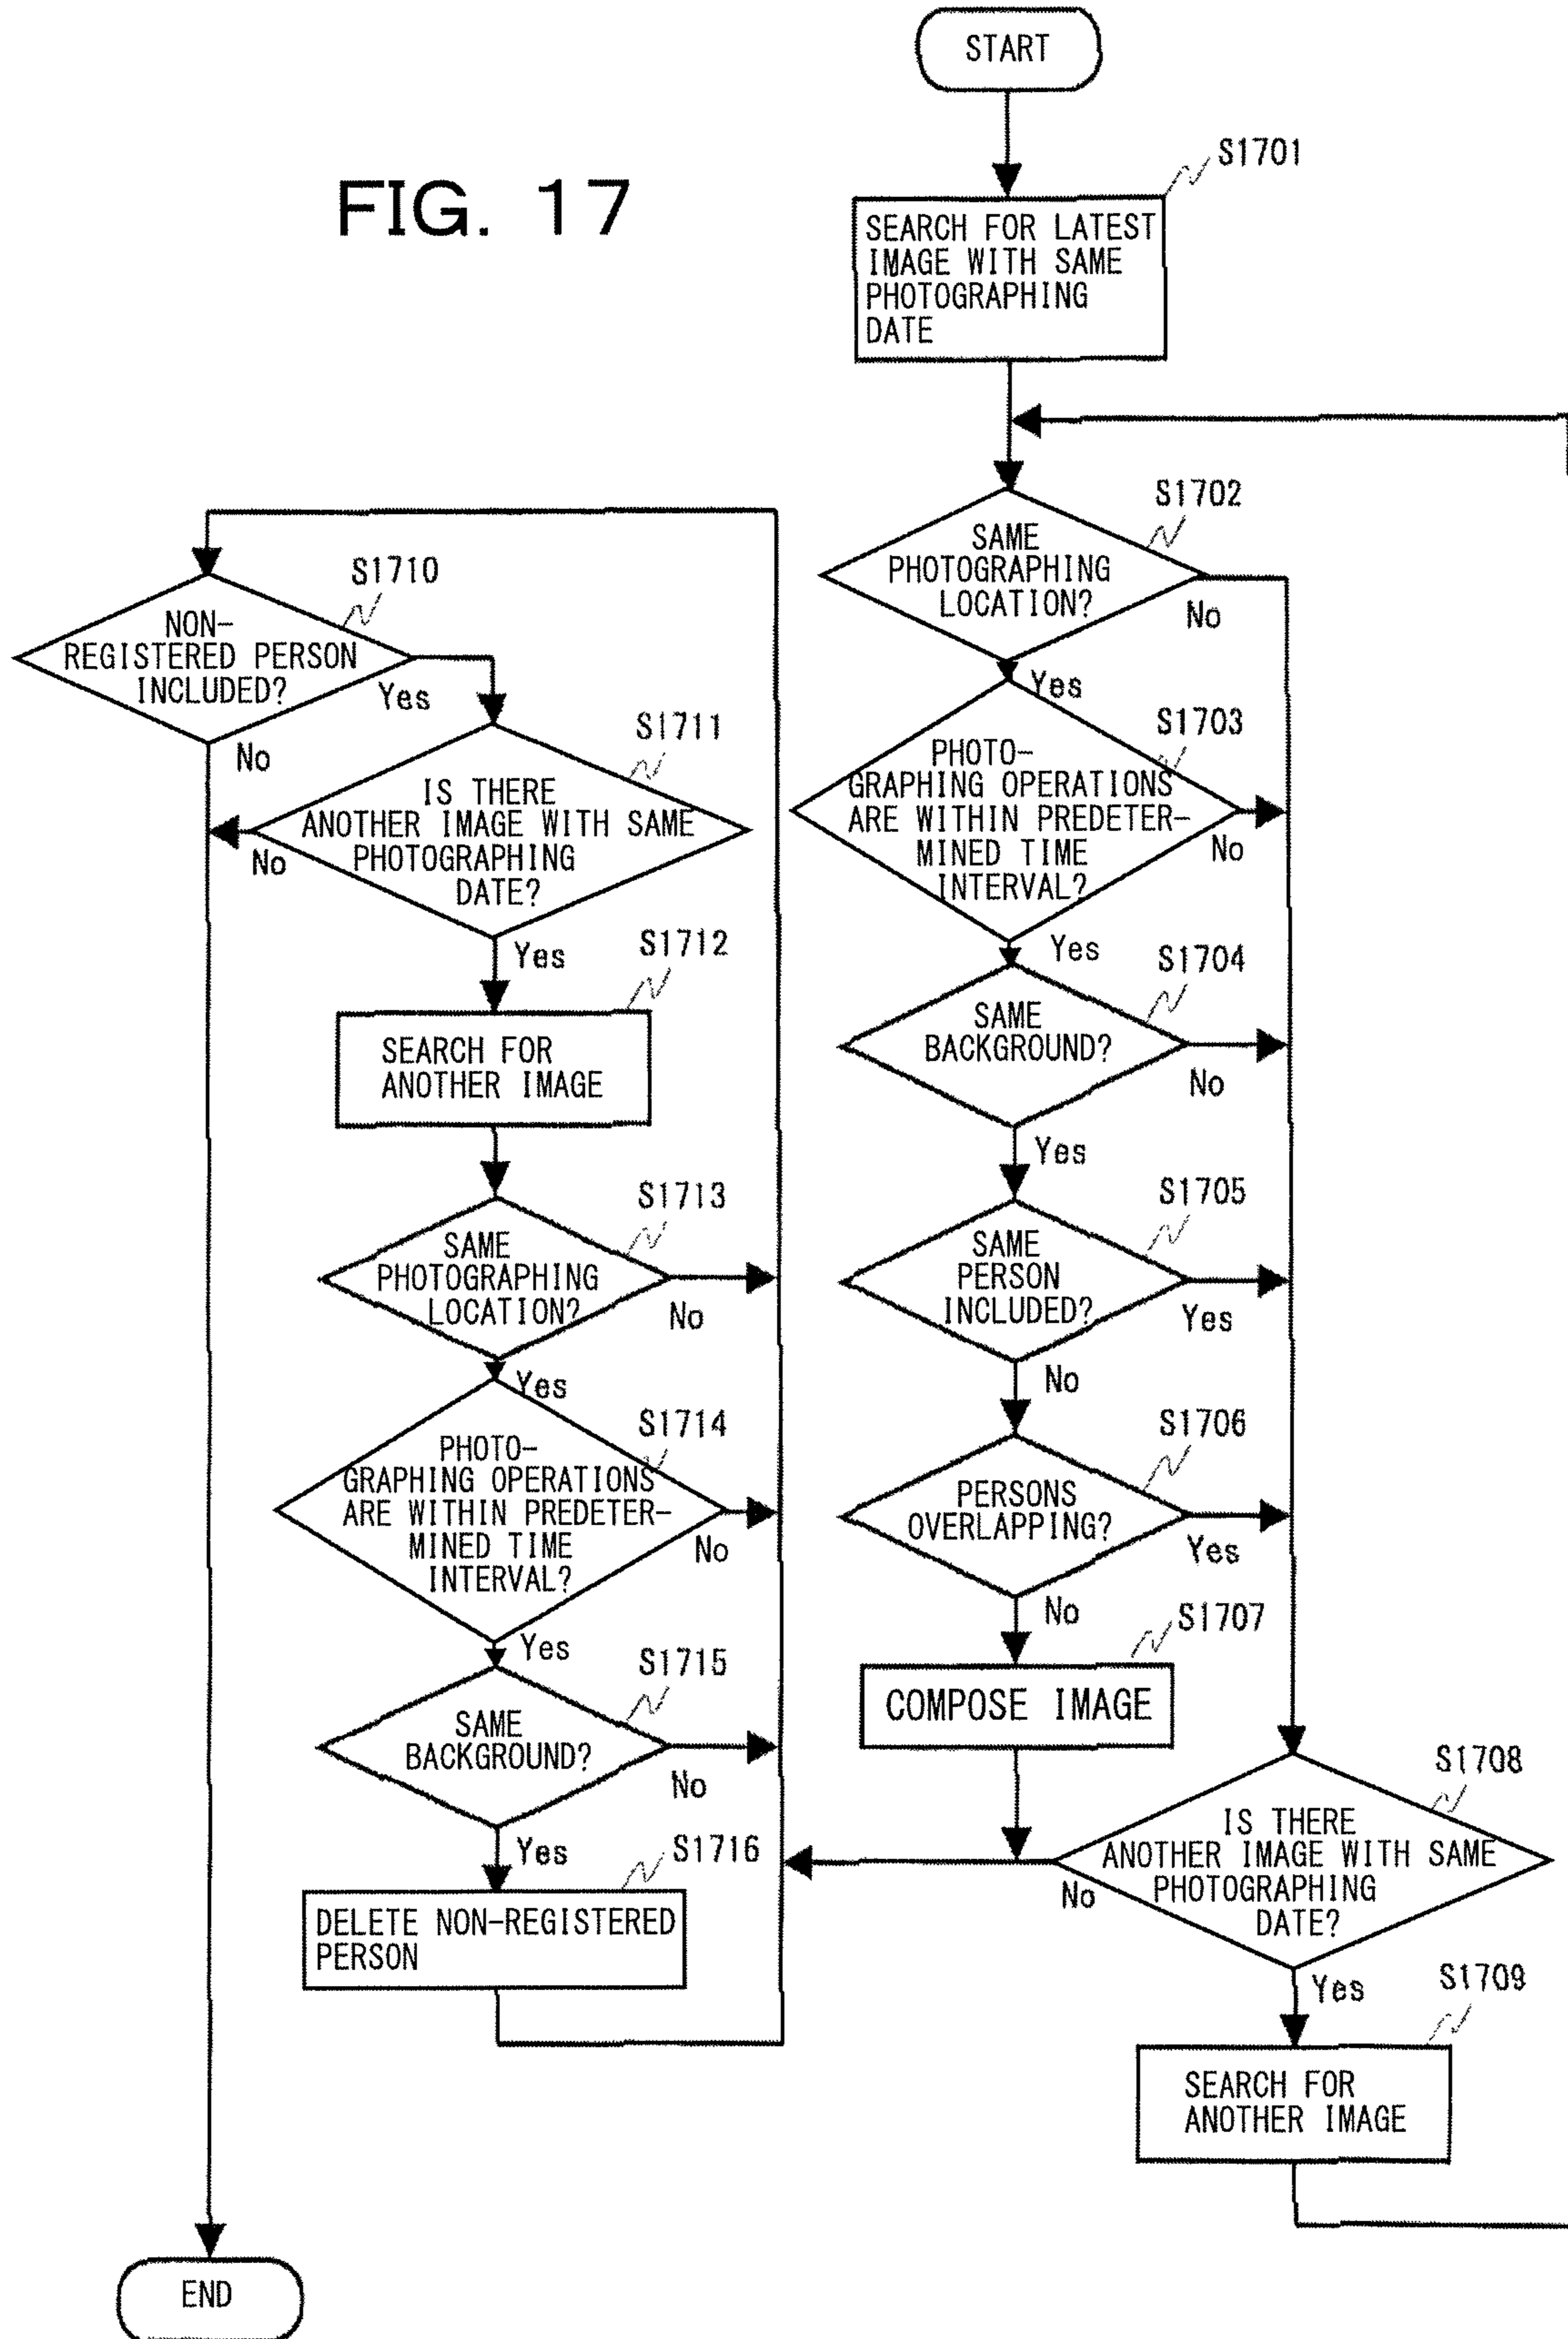 FIG. 17
START
S1701
SEARCH FOR LATEST
IMAGE WITH SAME
PHOTOGRAPHING
DATE
S1702
SAME
PHOTOGRAPHING
LOCATION?
No
Yes
S1703
PHOTO-
GRAPHING OPERATIONS
ARE WITHIN PREDETER-
MINED TIME
INTERVAL?
No
Yes
S1704
SAME
BACKGROUND?
No
Yes
S1705
SAME
PERSON
INCLUDED?
Yes
No
S1706
PERSONS
OVERLAPPING?
Yes
No
S1707
COMPOSE IMAGE
S1708
IS THERE
ANOTHER IMAGE WITH SAME
PHOTOGRAPHING
DATE?
No
Yes
S1709
SEARCH FOR
ANOTHER IMAGE
S1710
NON-
REGISTERED PERSON
INCLUDED?
Yes
No
S1711
IS THERE
ANOTHER IMAGE WITH SAME
PHOTOGRAPHING
DATE?
No
Yes
S1712
SEARCH FOR
ANOTHER IMAGE
S1713
SAME
PHOTOGRAPHING
LOCATION?
No
Yes
S1714
PHOTO-
GRAPHING OPERATIONS
ARE WITHIN PREDETER-
MINED TIME
INTERVAL?
No
Yes
S1715
SAME
BACKGROUND?
No
Yes
S1716
DELETE NON-REGISTERED
PERSON
END